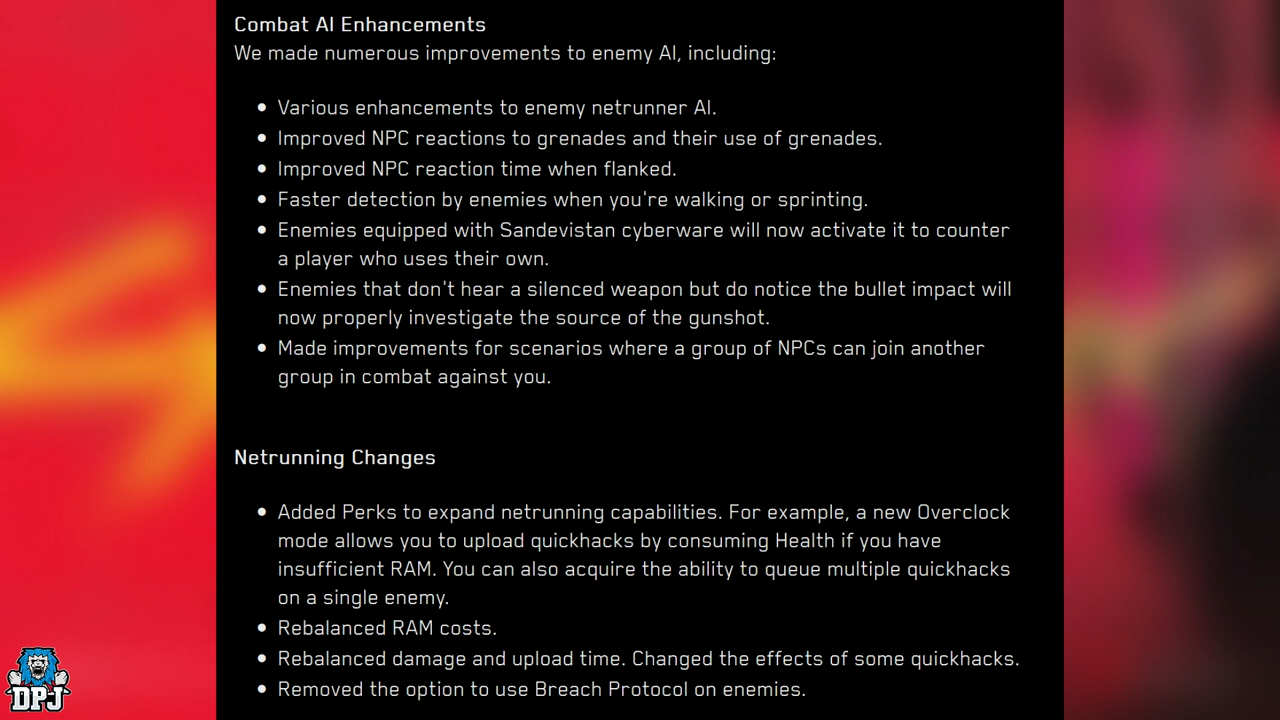 Combat AI Enhancements
We made numerous improvements to enemy AI, including:
• Various enhancements to enemy netrunner AI.
• Improved NPC reactions to grenades and their use of grenades.
• Improved NPC reaction time when flanked.
• Faster detection by enemies when you're walking or sprinting.
• Enemies equipped with Sandevistan cyberware will now activate it to counter
a player who uses their own.
• Enemies that don't hear a silenced weapon but do notice the bullet impact will
now properly investigate the source of the gunshot.
• Made improvements for scenarios where a group of NPCs can join another
group in combat against you.
Netrunning Changes
• Added Perks to expand netrunning capabilities. For example, a new Overclock
mode allows you to upload quickhacks by consuming Health if you have
insufficient RAM. You can also acquire the ability to queue multiple quickhacks
on a single enemy.
• Rebalanced RAM costs.
• Rebalanced damage and upload time. Changed the effects of some quickhacks.
• Removed the option to use Breach Protocol on enemies.
DPJ